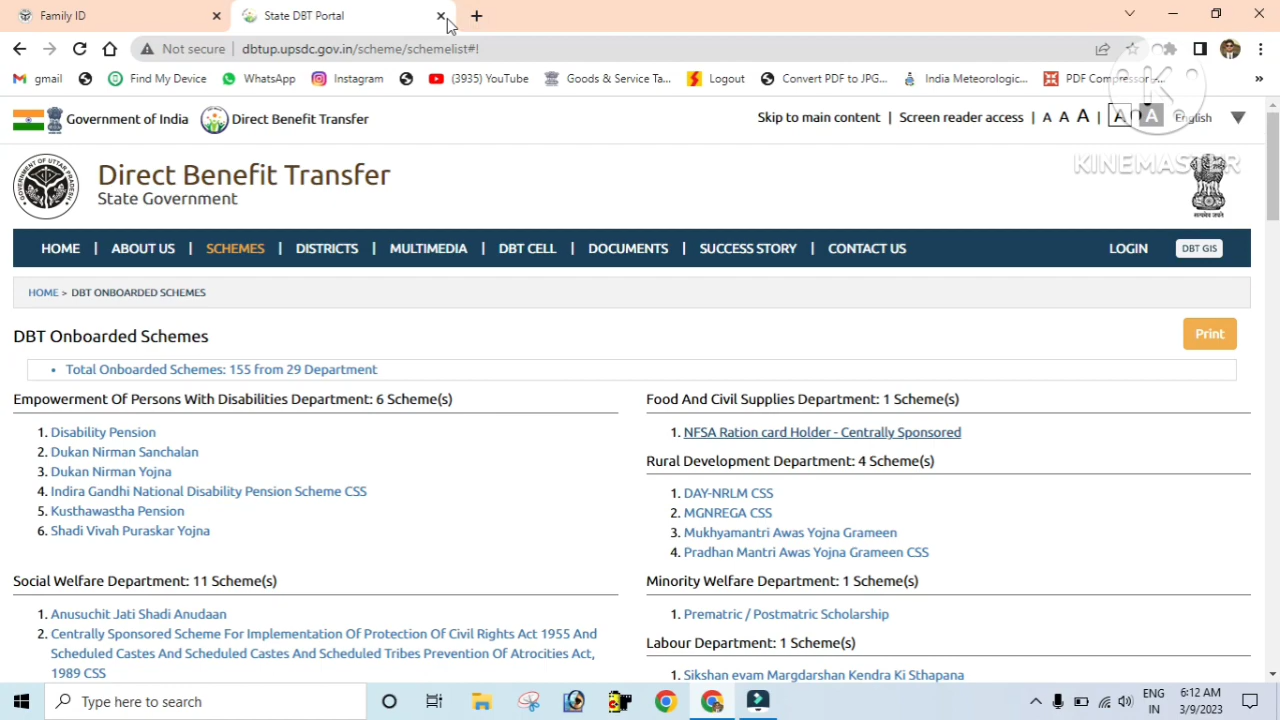 Family ID
State DBT Portal
Not secure | dbtup.upsdc.gov.in/scheme/schemelist#!
gmail Find My Device WhatsApp Instagram (3935) YouTube Goods & Service Ta... Logout Convert PDF to JPG... India Meteorologic... PDF Compressor... »
Government of India Direct Benefit Transfer Skip to main content | Screen reader access | A A A | A A English
K
KINEMASTER
GOVERNMENT OF UTTAR PRADESH
Direct Benefit Transfer
State Government
सत्यमेव जयते
HOME | ABOUT US | SCHEMES | DISTRICTS | MULTIMEDIA | DBT CELL | DOCUMENTS | SUCCESS STORY | CONTACT US LOGIN DBT GIS
HOME > DBT ONBOARDED SCHEMES
DBT Onboarded Schemes
Print
• Total Onboarded Schemes: 155 from 29 Department
Empowerment Of Persons With Disabilities Department: 6 Scheme(s)
1. Disability Pension
2. Dukan Nirman Sanchalan
3. Dukan Nirman Yojna
4. Indira Gandhi National Disability Pension Scheme CSS
5. Kusthawastha Pension
6. Shadi Vivah Puraskar Yojna
Social Welfare Department: 11 Scheme(s)
1. Anusuchit Jati Shadi Anudaan
2. Centrally Sponsored Scheme For Implementation Of Protection Of Civil Rights Act 1955 And
Scheduled Castes And Scheduled Castes And Scheduled Tribes Prevention Of Atrocities Act,
1989 CSS
Food And Civil Supplies Department: 1 Scheme(s)
1. NFSA Ration card Holder - Centrally Sponsored
Rural Development Department: 4 Scheme(s)
1. DAY-NRLM CSS
2. MGNREGA CSS
3. Mukhyamantri Awas Yojna Grameen
4. Pradhan Mantri Awas Yojna Grameen CSS
Minority Welfare Department: 1 Scheme(s)
1. Prematric / Postmatric Scholarship
Labour Department: 1 Scheme(s)
1. Sikshan evam Margdarshan Kendra Ki Sthapana
Type here to search
ENG
IN
6:12 AM
3/9/2023